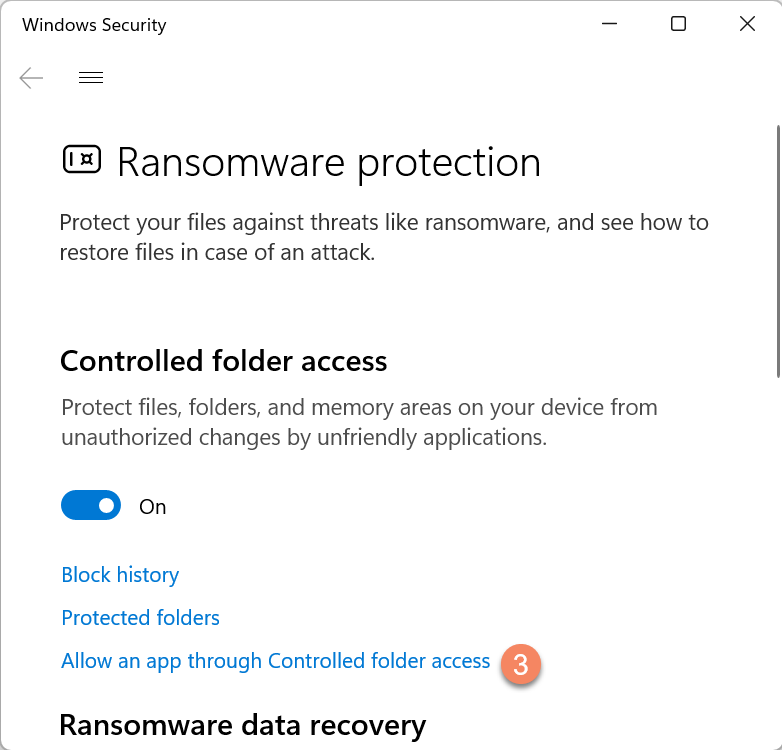 Windows Security
Ransomware protection
Protect your files against threats like ransomware, and see how to
restore files in case of an attack.
Controlled folder access
Protect files, folders, and memory areas on your device from
unauthorized changes by unfriendly applications.
On
Block history
Protected folders
Allow an app through Controlled folder access 3
Ransomware data recovery